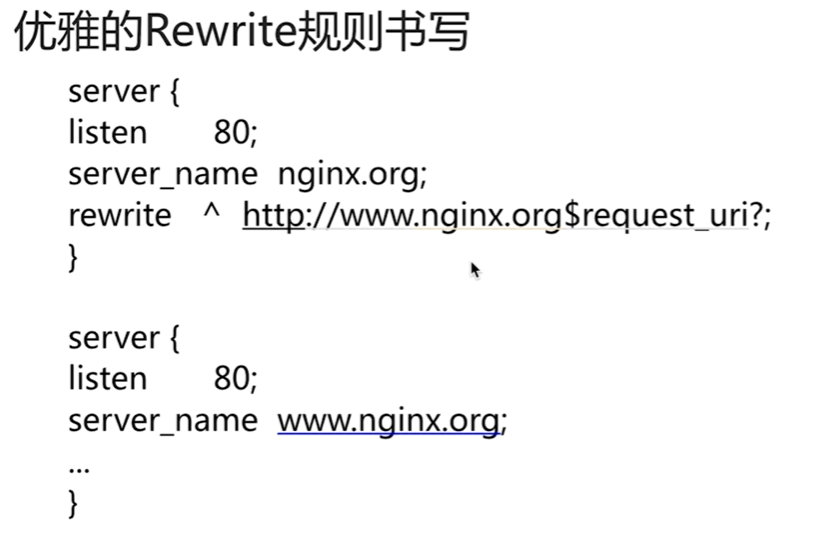 优雅的Rewrite规则书写
server {
listen 80;
server_name nginx.org;
rewrite ^ http://www.nginx.org$request_uri?;
}
server {
listen 80;
server_name www.nginx.org;
...
}